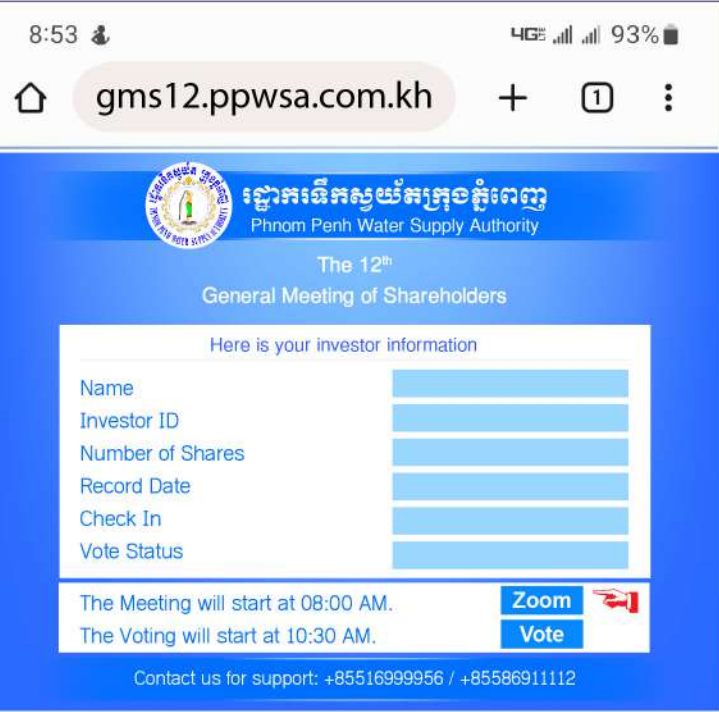 8:53 4GE 93%
gms12.ppwsa.com.kh 1
រដ្ឋាករទឹកស្វយ័តក្រុងភ្នំពេញ
Phnom Penh Water Supply Authority
The 12th
General Meeting of Shareholders
Here is your investor information
Name
Investor ID
Number of Shares
Record Date
Check In
Vote Status
The Meeting will start at 08:00 AM. Zoom
The Voting will start at 10:30 AM. Vote
Contact us for support: +85516999956 / +85586911112